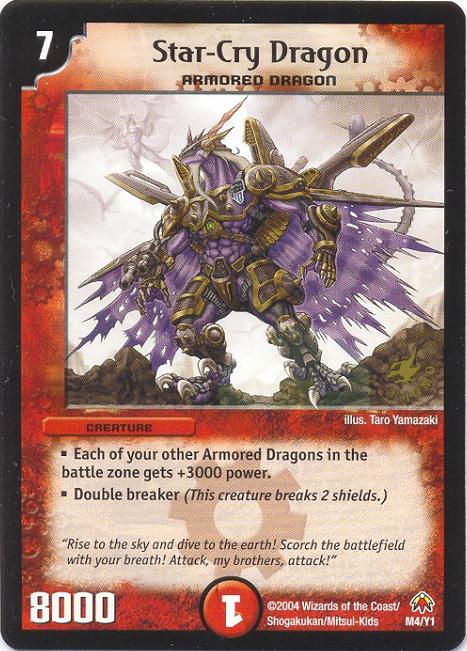 7
Star-Cry Dragon
ARMORED DRAGON
PROMO
illus. Taro Yamazaki
CREATURE
▪ Each of your other Armored Dragons in the
battle zone gets +3000 power.
▪ Double breaker (This creature breaks 2 shields.)
"Rise to the sky and dive to the earth! Scorch the battlefield
with your breath! Attack, my brothers, attack!"
8000
1
©2004 Wizards of the Coast/
Shogakukan/Mitsui-Kids
M4/Y1